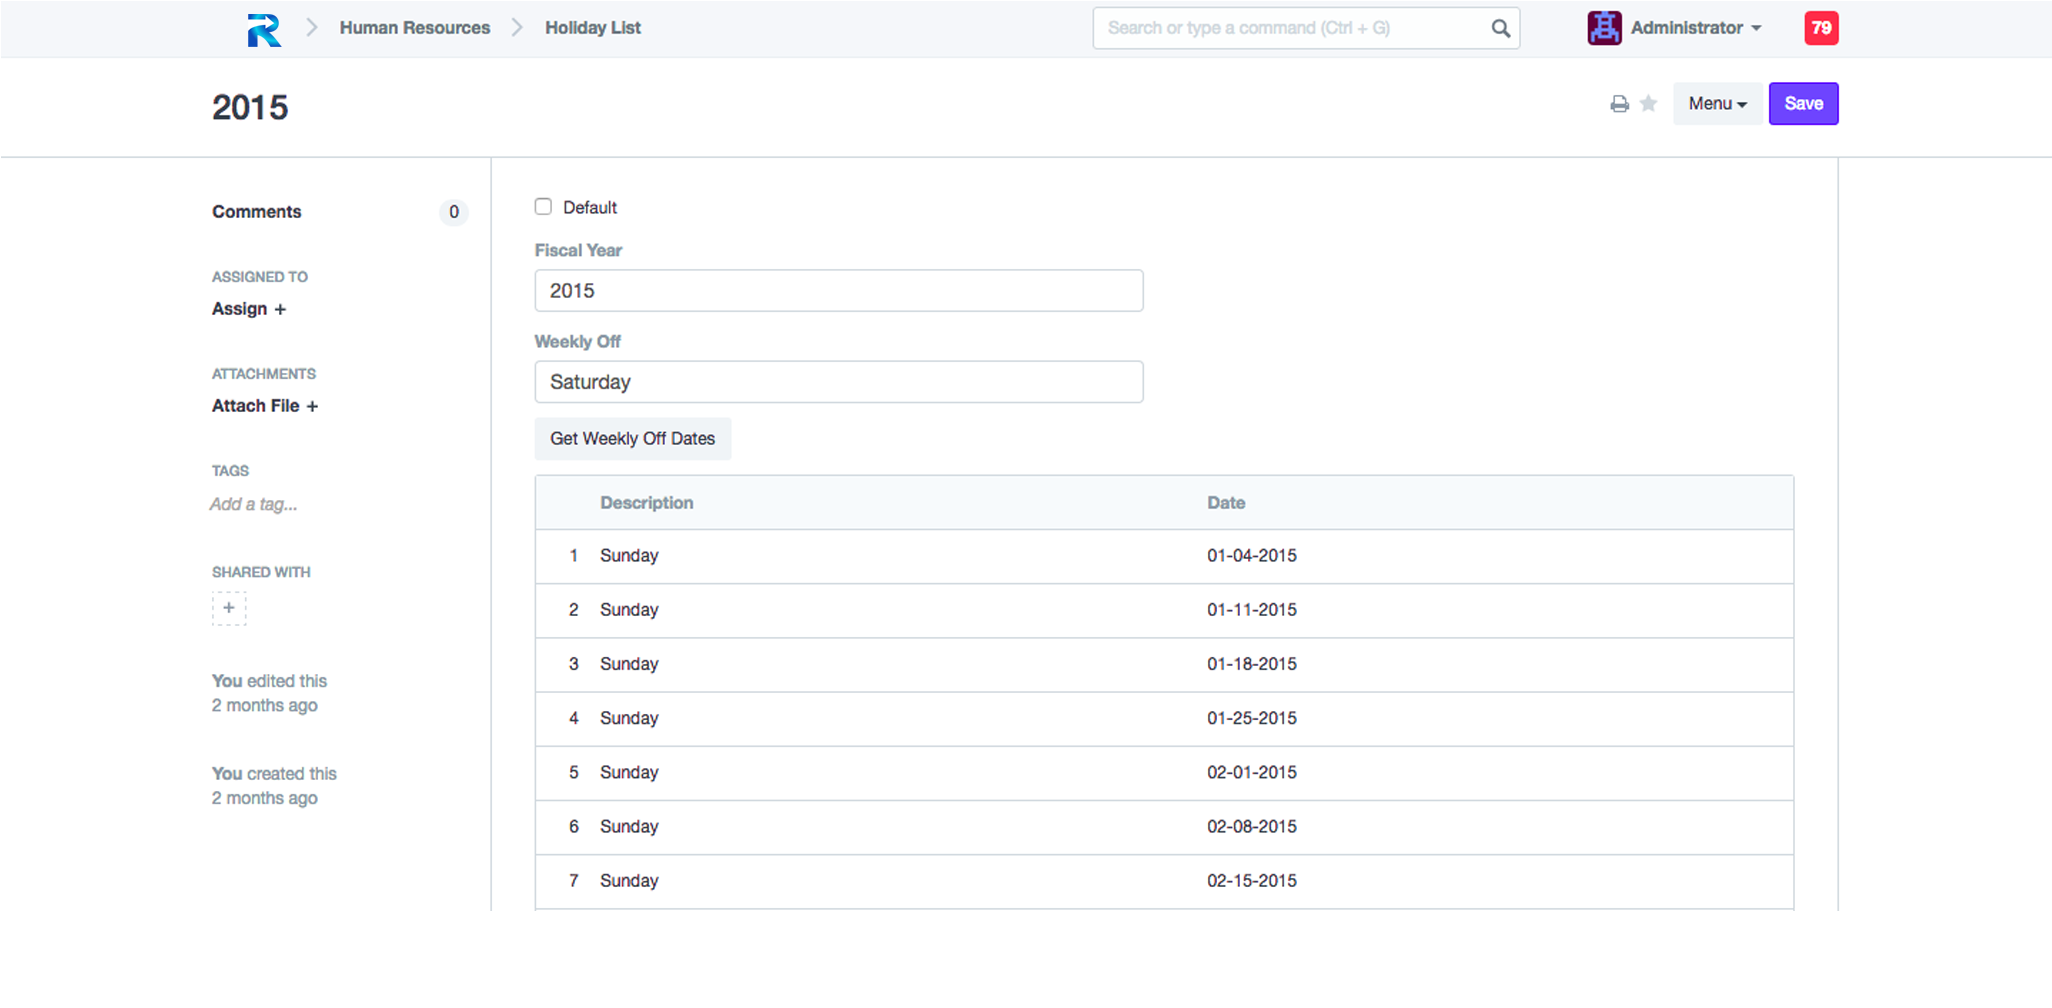 Human Resources
Holiday List
Search or type a command (Ctrl + G)
Administrator
79
2015
Menu
Save
Comments
0
ASSIGNED TO
Assign +
ATTACHMENTS
Attach File +
TAGS
Add a tag...
SHARED WITH
+
You edited this
2 months ago
You created this
2 months ago
Default
Fiscal Year
2015
Weekly Off
Saturday
Get Weekly Off Dates
Description Date
1 Sunday 01-04-2015
2 Sunday 01-11-2015
3 Sunday 01-18-2015
4 Sunday 01-25-2015
5 Sunday 02-01-2015
6 Sunday 02-08-2015
7 Sunday 02-15-2015